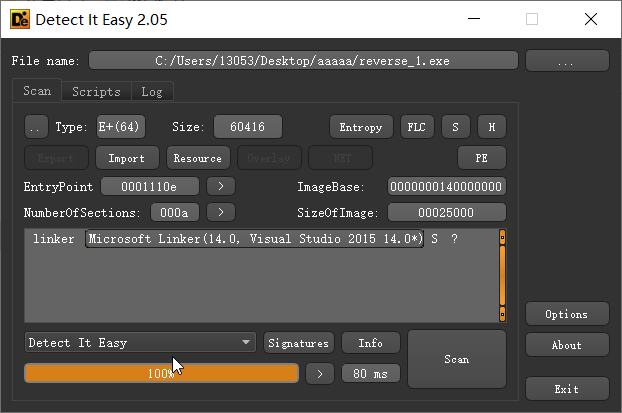 Detect It Easy 2.05
File name: C:/Users/13053/Desktop/aaaaa/reverse_1.exe ...
Scan Scripts Log
.. Type: E+(64) Size: 60416 Entropy FLC S H
Export Import Resource Overlay .NET PE
EntryPoint 0001110e > ImageBase: 0000000140000000
NumberOfSections: 000a > SizeOfImage: 00025000
linker Microsoft Linker(14.0, Visual Studio 2015 14.0*) S ?
Options
Detect It Easy Signatures Info Scan About
100% > 80 ms
Exit